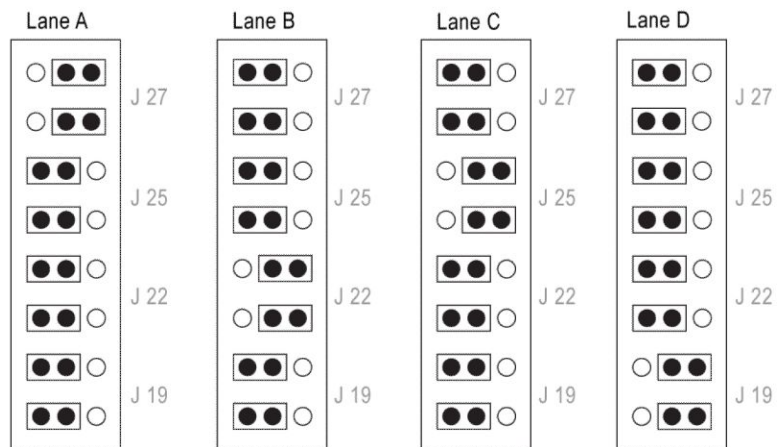 Lane A Lane B Lane C Lane D
J 27 J 27 J 27 J 27
J 25 J 25 J 25 J 25
J 22 J 22 J 22 J 22
J 19 J 19 J 19 J 19